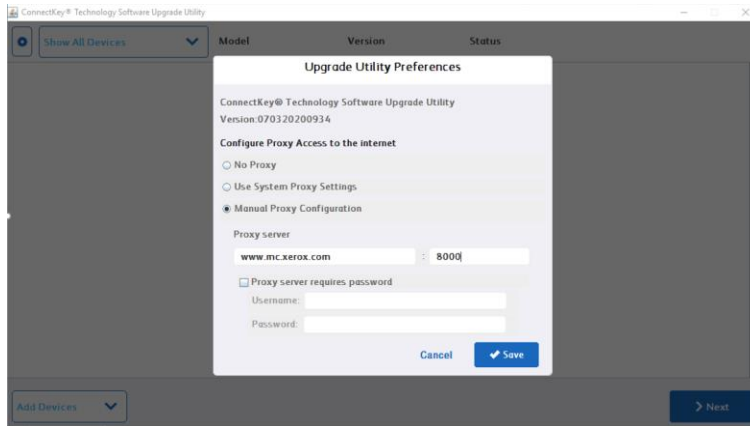 ConnectKey® Technology Software Upgrade Utility
Show All Devices Model Version Status
Upgrade Utility Preferences
ConnectKey® Technology Software Upgrade Utility
Version:070320200934
Configure Proxy Access to the internet
No Proxy
Use System Proxy Settings
Manual Proxy Configuration
Proxy server
www.mc.xerox.com : 8000
Proxy server requires password
Username:
Password:
Cancel Save
Add Devices Next